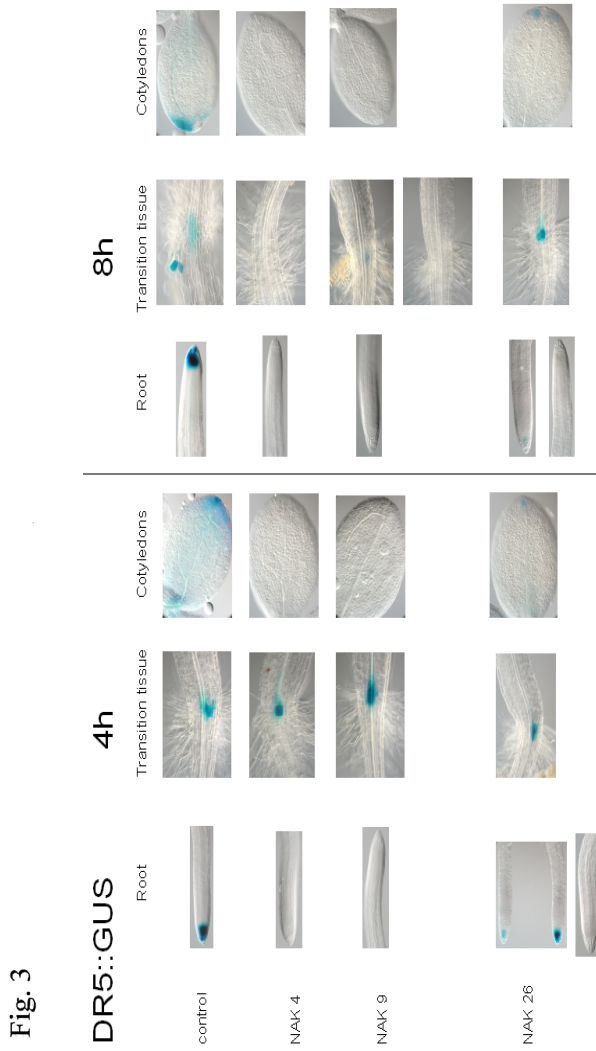 Fig. 3
DR5::GUS
4h
8h
Root
Transition tissue
Cotyledons
Root
Transition tissue
Cotyledons
control
NAK 4
NAK 9
NAK 26